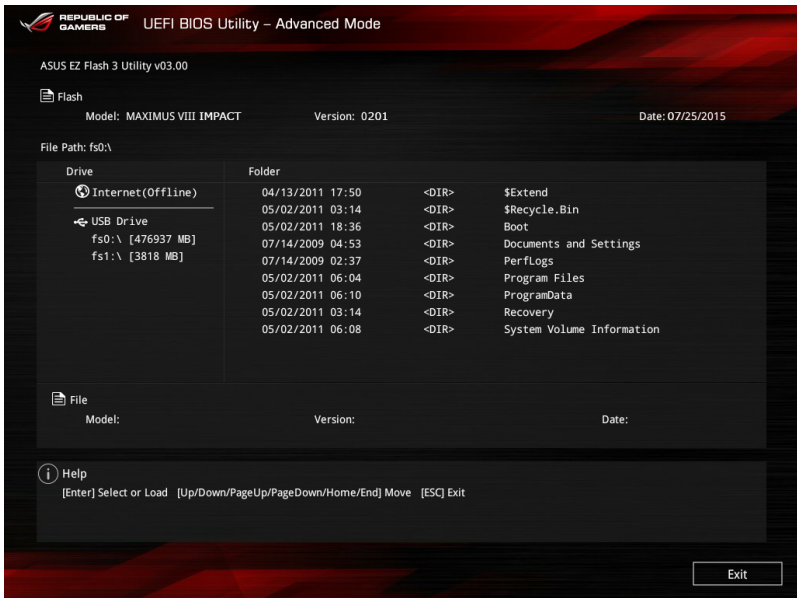 REPUBLIC OF
GAMERS
UEFI BIOS Utility – Advanced Mode
ASUS EZ Flash 3 Utility v03.00
Flash
Model: MAXIMUS VIII IMPACT Version: 0201 Date: 07/25/2015
File Path: fs0:\
Drive Folder
Internet(Offline)
USB Drive
fs0:\ [476937 MB]
fs1:\ [3818 MB]
04/13/2011 17:50 <DIR> $Extend
05/02/2011 03:14 <DIR> $Recycle.Bin
05/02/2011 18:36 <DIR> Boot
07/14/2009 04:53 <DIR> Documents and Settings
07/14/2009 02:37 <DIR> PerfLogs
05/02/2011 06:04 <DIR> Program Files
05/02/2011 06:10 <DIR> ProgramData
05/02/2011 03:14 <DIR> Recovery
05/02/2011 06:08 <DIR> System Volume Information
File
Model: Version: Date:
Help
[Enter] Select or Load [Up/Down/PageUp/PageDown/Home/End] Move [ESC] Exit
Exit